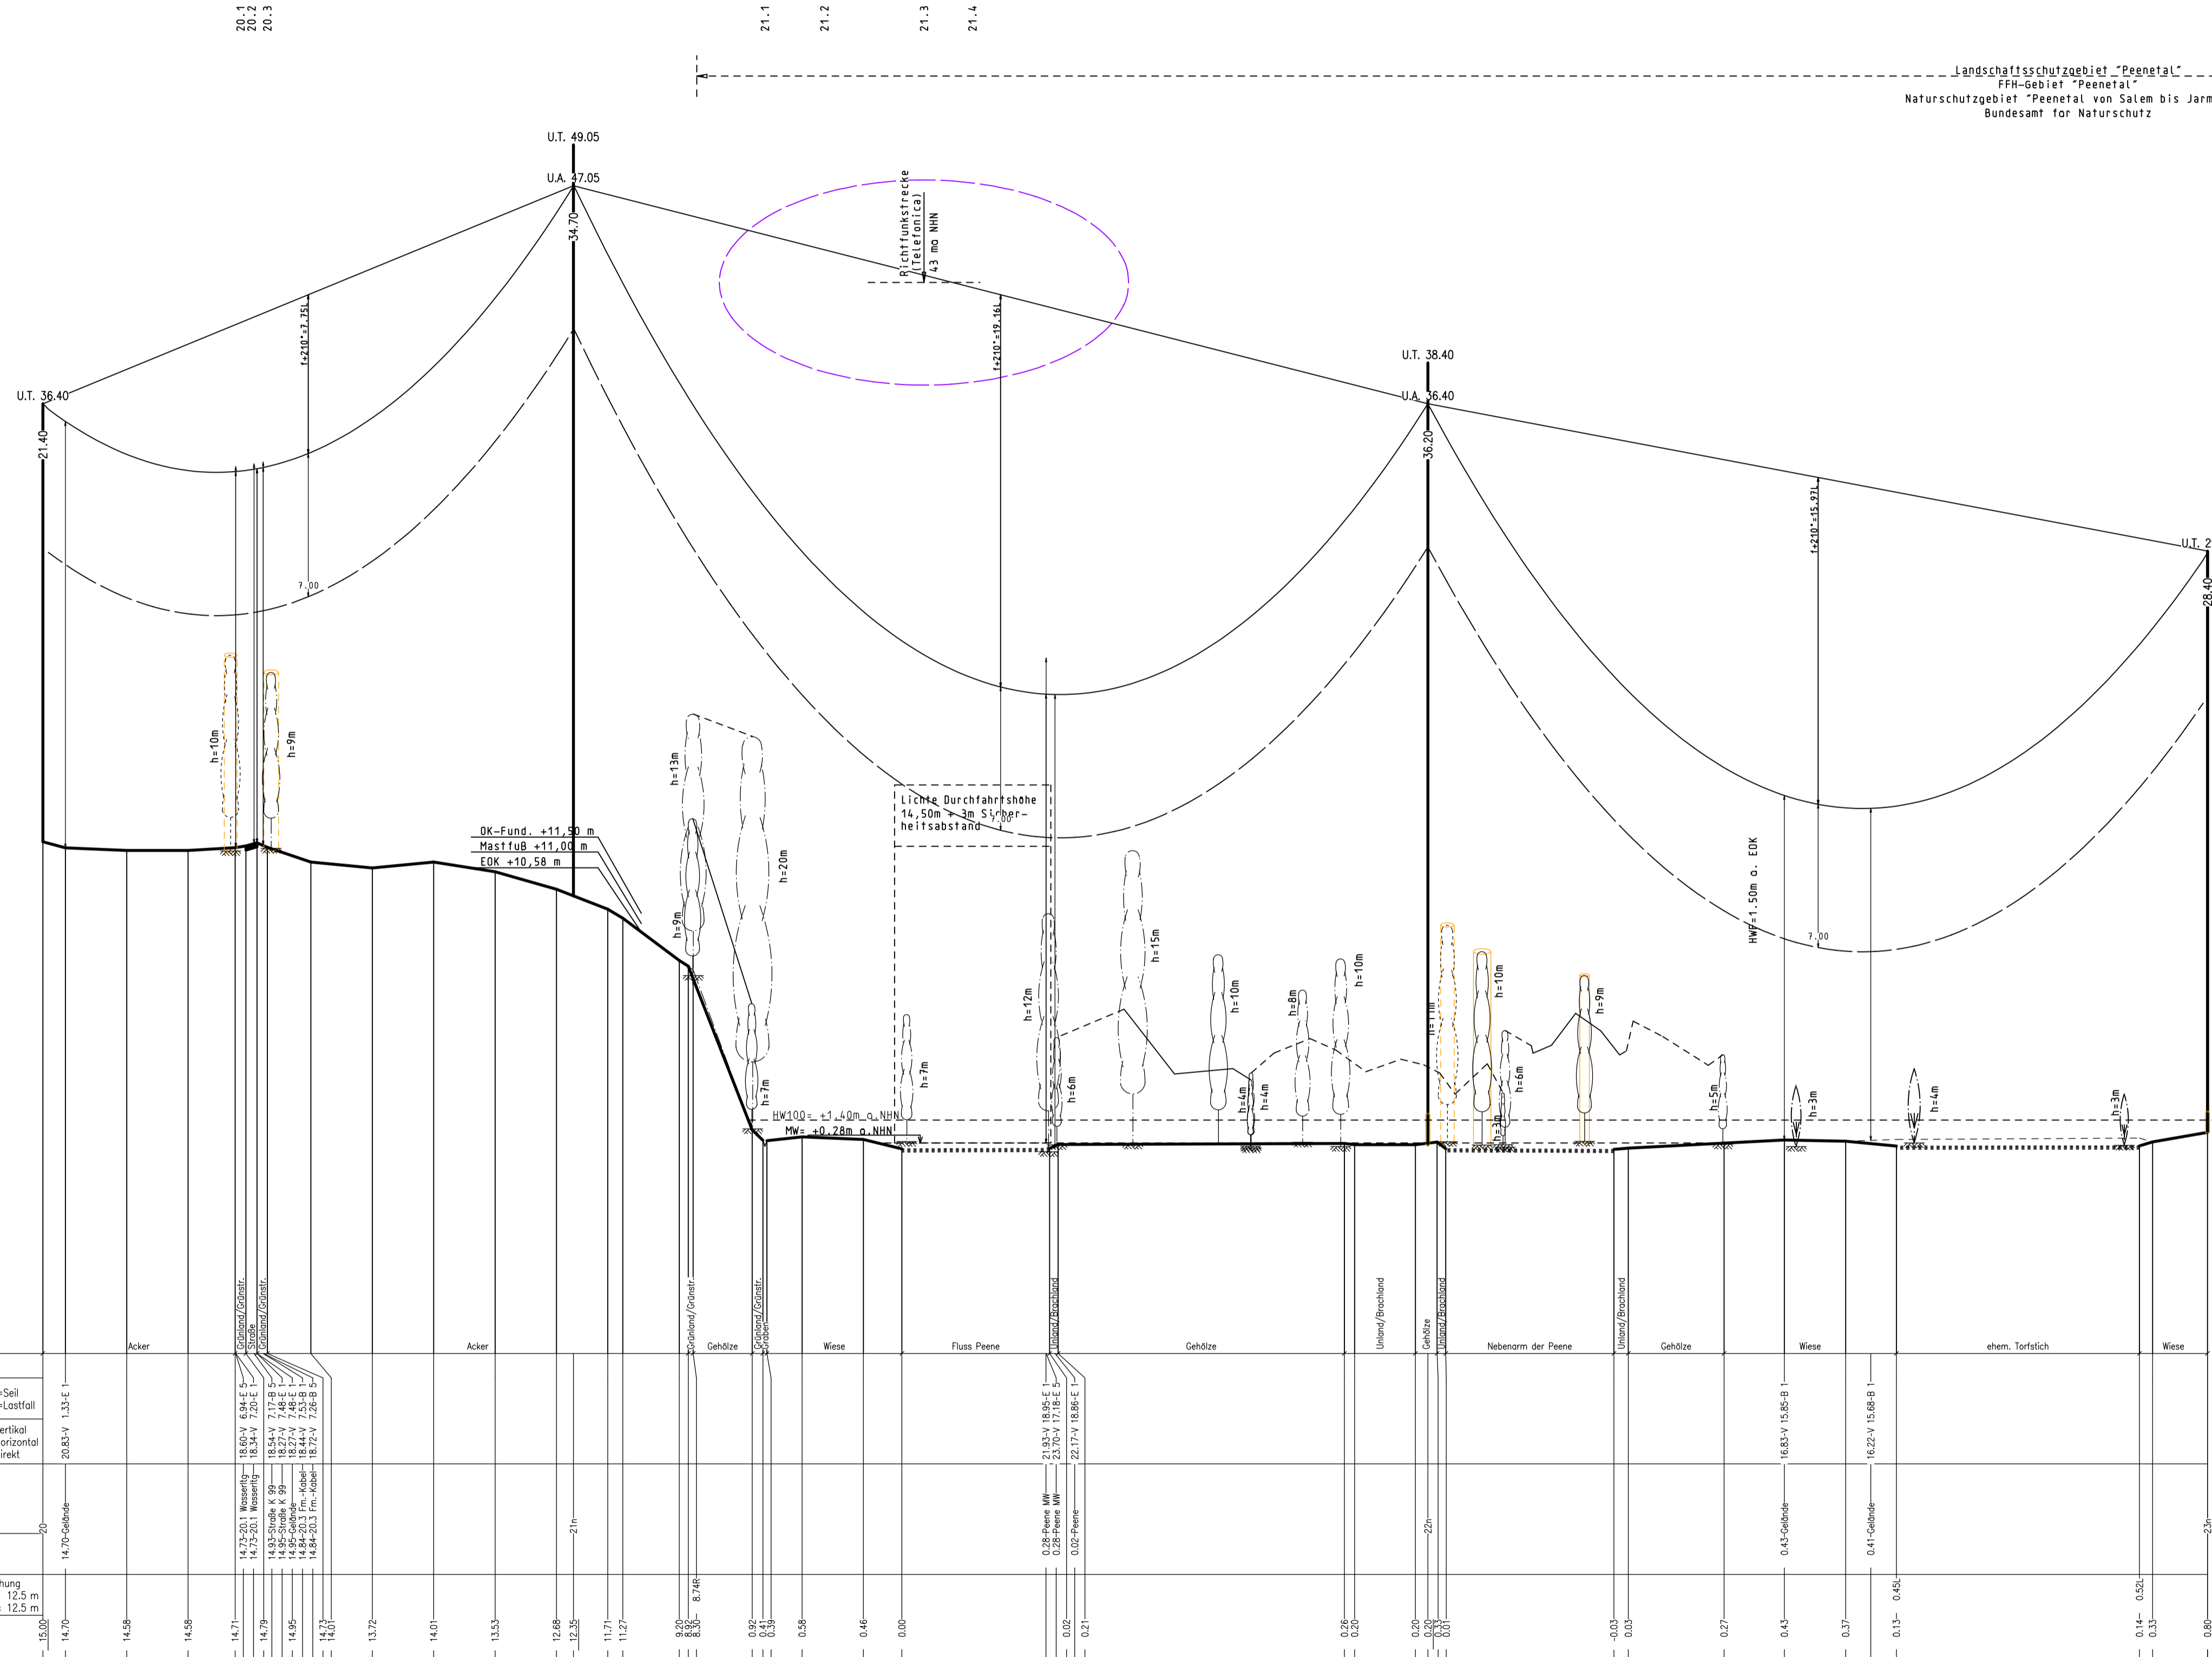 20.1
20.2
20.3
21.1
21.2
21.3
21.4
Landschaftsschutzgebiet "Peenetal"
FFH-Gebiet "Peenetal"
Naturschutzgebiet "Peenetal von Salem bis Jarm
Bundesamt for Naturschutz
U.T. 49.05
U.A. 47.05
34.70
Richtfunkstrecke
(Telefonica)
43 mo NHN
f+210°=7.75L
f+210°=19.16L
U.T. 38.40
U.A. 36.40
36.20
U.T. 36.40
21.40
f+210°=15.97L
U.T. 2
28.40
7.00
h=10m
h=9m
OK-Fund. +11,50 m
Mastfuß +11,00 m
EOK +10,58 m
h=13m
h=9m
h=20m
h=7m
Lichte Durchfahrtshöhe
14,50m + 3m Sicher-
heitsabstand
7.00
HW100= +1.40m o.NHN
MW= +0.28m o.NHN
h=7m
h=12m
h=6m
h=15m
h=10m
h=4m
h=4m
h=8m
h=10m
h=11m
h=10m
h=3m
h=6m
h=9m
h=5m
HWE=1.50m o. EOK
7.00
h=3m
h=4m
h=3m
Acker
Grünland/Grünstr.
Straße
Grünland/Grünstr.
Acker
Grünland/Grünstr.
Gehölze
Grünland/Grünstr.
Graben
Wiese
Fluss Peene
Unland/Brachland
Gehölze
Unland/Brachland
Gehölze
Unland/Brachland
Nebenarm der Peene
Unland/Brachland
Gehölze
Wiese
ehem. Torfstich
Wiese
=Seil
=Lastfall
ertikal
orizontal
irekt
20.83-V 1.33-E 1
18.60-V 6.94-E 5
18.34-V 7.20-E 1
18.54-V 7.17-B 5
18.27-V 7.48-E 1
18.27-V 7.48-E 1
18.44-V 7.53-B 1
18.72-V 7.26-B 5
21.93-V 18.95-E 1
23.70-V 17.18-E 5
22.17-V 18.86-E 1
16.83-V 15.85-B 1
16.22-V 15.68-B 1
20
14.70-Gelände
14.73-20.1 Wasserltg
14.73-20.1 Wasserltg
14.93-Straße K 99
14.95-Straße K 99
14.95-Gelände
14.84-20.3 Fm.-Kabel
14.84-20.3 Fm.-Kabel
21n
0.28-Peene MW
0.28-Peene MW
0.02-Peene
22n
0.43-Gelände
0.41-Gelände
23n
hung
12.5 m
: 12.5 m
8.74R
0.45L
0.52L
15.00
14.70
14.58
14.58
14.71
14.79
14.95
14.73
14.01
13.72
14.01
13.53
12.68
12.35
11.71
11.27
9.20
8.92
8.30
0.92
0.41
0.39
0.58
0.46
0.00
0.02
0.21
0.26
0.20
0.20
0.20
0.33
0.01
-0.03
0.03
0.27
0.43
0.37
0.13
0.14
0.33
0.80